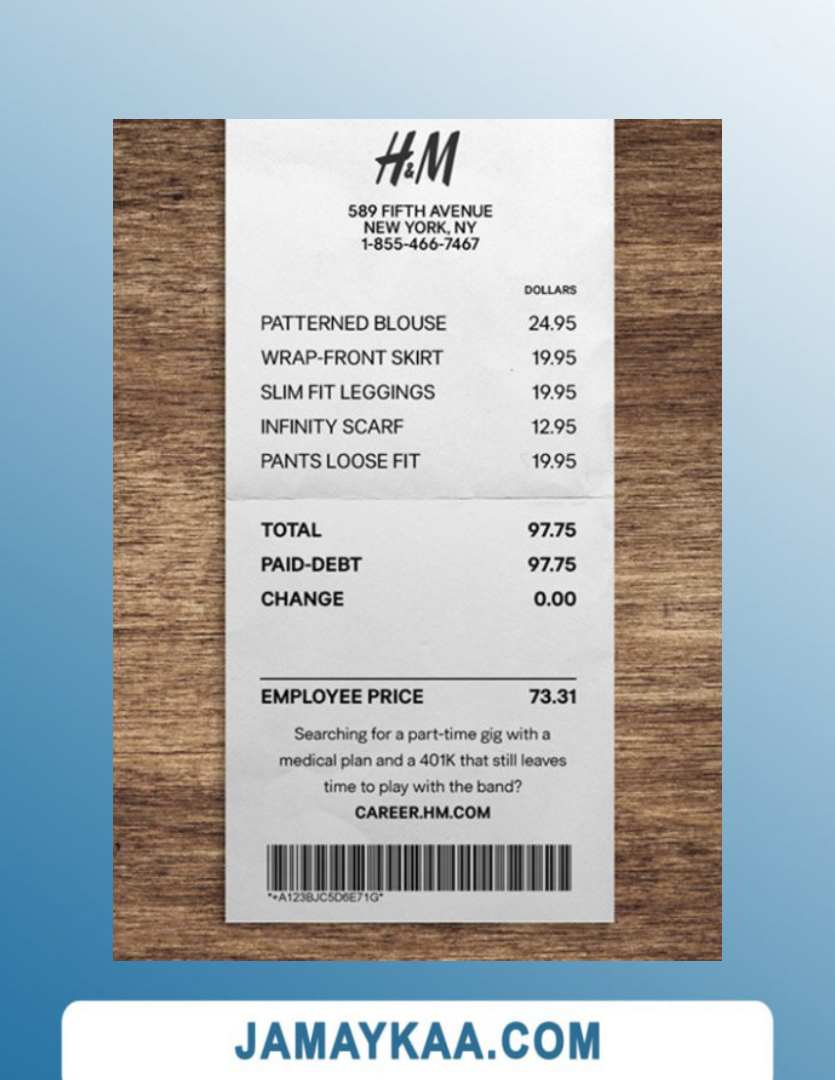 H&M
589 FIFTH AVENUE
NEW YORK, NY
1-855-466-7467
DOLLARS
PATTERNED BLOUSE 24.95
WRAP-FRONT SKIRT 19.95
SLIM FIT LEGGINGS 19.95
INFINITY SCARF 12.95
PANTS LOOSE FIT 19.95
TOTAL 97.75
PAID-DEBT 97.75
CHANGE 0.00
EMPLOYEE PRICE 73.31
Searching for a part-time gig with a
medical plan and a 401K that still leaves
time to play with the band?
CAREER.HM.COM
*+A123BJC5D6E71G*
JAMAYKAA.COM